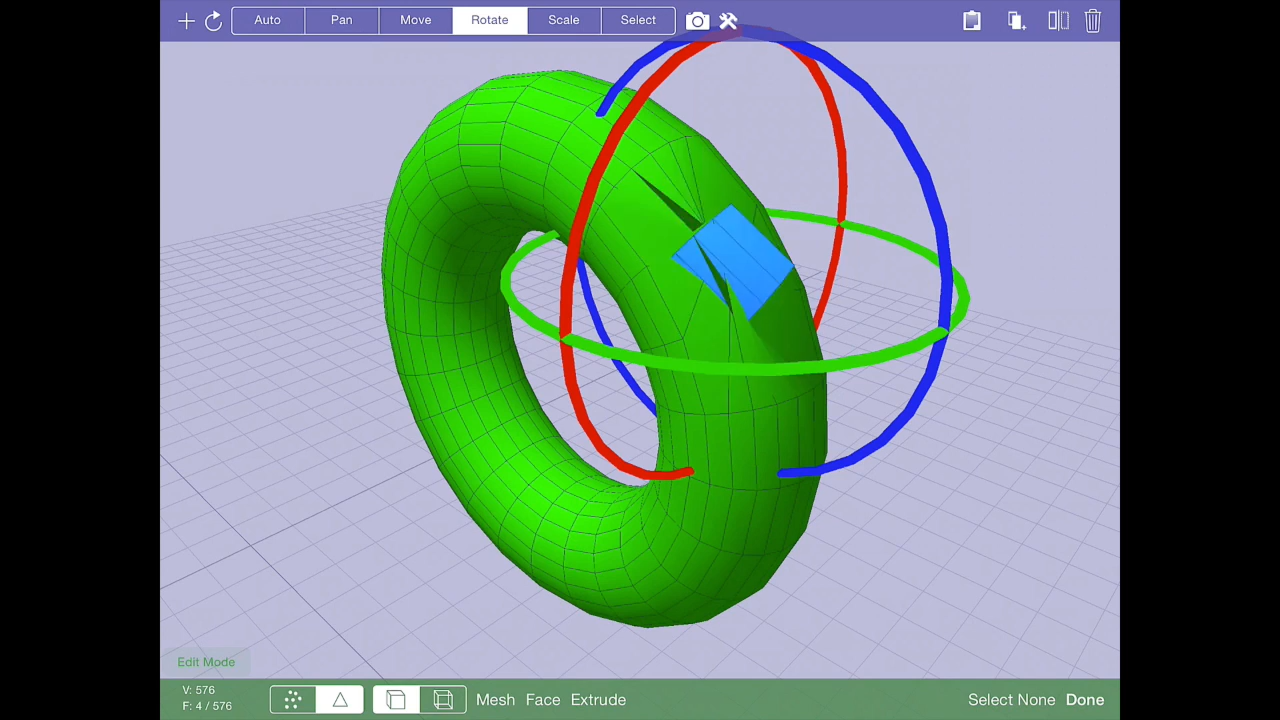 Auto Pan Move Rotate Scale Select
Edit Mode
V: 576
F: 4 / 576
Mesh Face Extrude
Select None Done